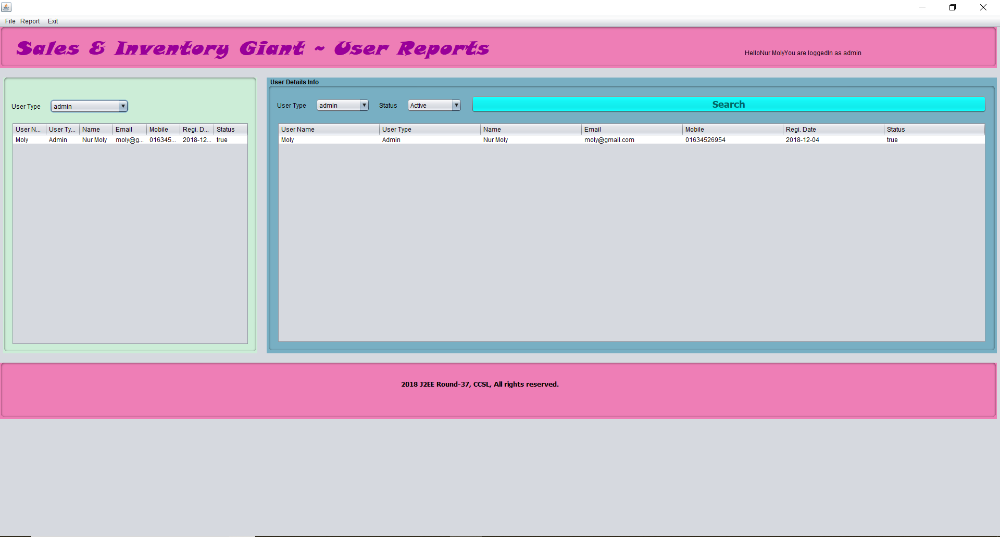 File Report Exit
Sales & Inventory Giant ~ User Reports
HelloNur MolyYou are loggedIn as admin
User Type admin
User N... User Ty... Name Email Mobile Regi. D... Status
Moly Admin Nur Moly moly@g... 016345... 2018-12... true
User Details Info
User Type admin Status Active Search
User Name User Type Name Email Mobile Regi. Date Status
Moly Admin Nur Moly moly@gmail.com 01634526954 2018-12-04 true
2018 J2EE Round-37, CCSL, All rights reserved.